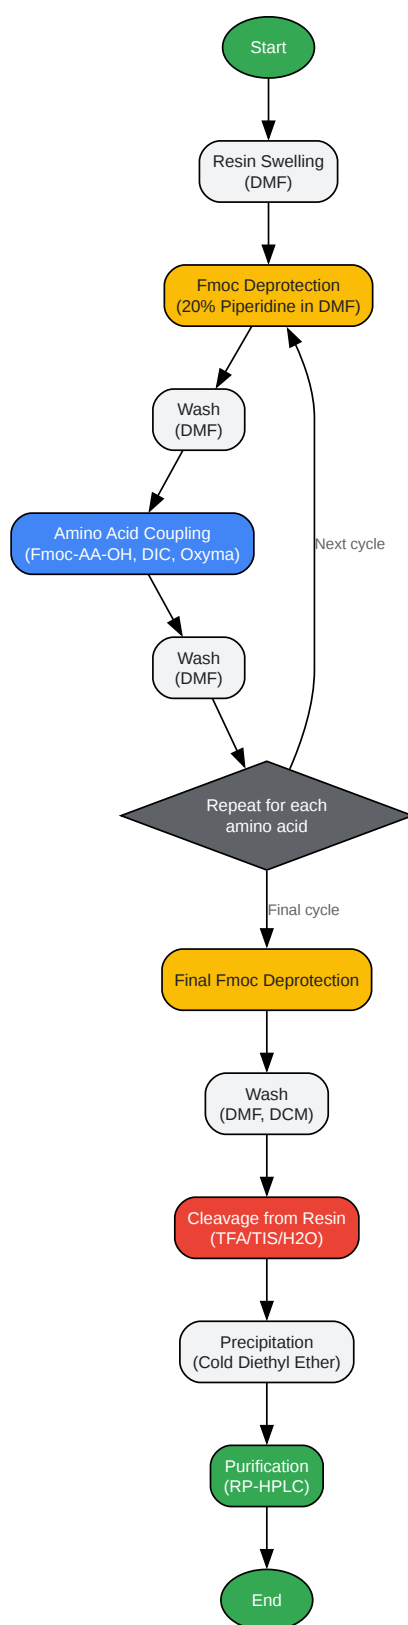 Start
Resin Swelling
(DMF)
Fmoc Deprotection
(20% Piperidine in DMF)
Wash
(DMF)
Amino Acid Coupling
(Fmoc-AA-OH, DIC, Oxyma)
Next cycle
Wash
(DMF)
Repeat for each
amino acid
Final cycle
Final Fmoc Deprotection
Wash
(DMF, DCM)
Cleavage from Resin
(TFA/TIS/H2O)
Precipitation
(Cold Diethyl Ether)
Purification
(RP-HPLC)
End